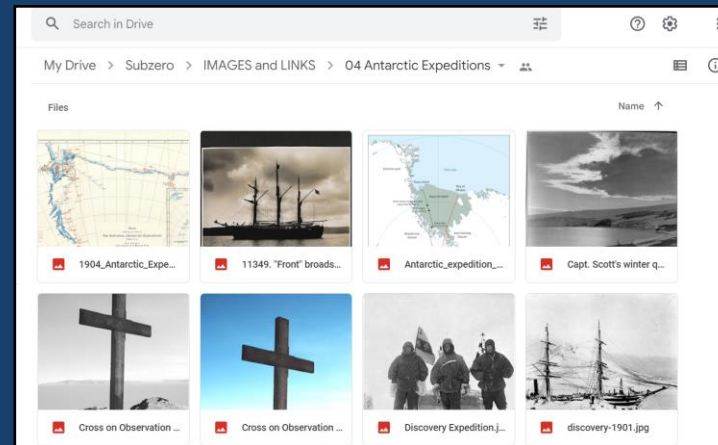 Search in Drive
My Drive > Subzero > IMAGES and LINKS > 04 Antarctic Expeditions
Files
Name ↑
1904_Antarctic_Expe...
11349. "Front" broads...
Antarctic_expedition_...
Capt. Scott's winter q...
Cross on Observation ...
Cross on Observation ...
Discovery Expedition.j...
discovery-1901.jpg